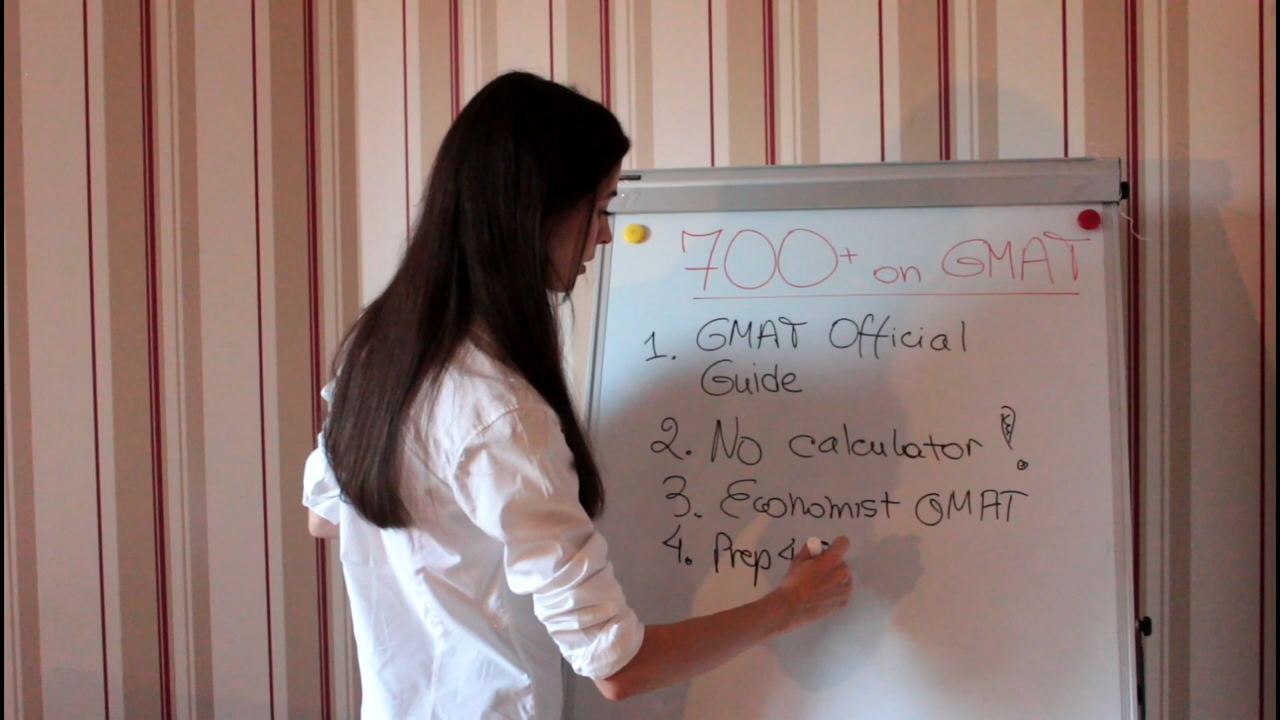 700+ on GMAT
1. GMAT Official
Guide
2. No calculator!
3. Economist GMAT
4. Prep4